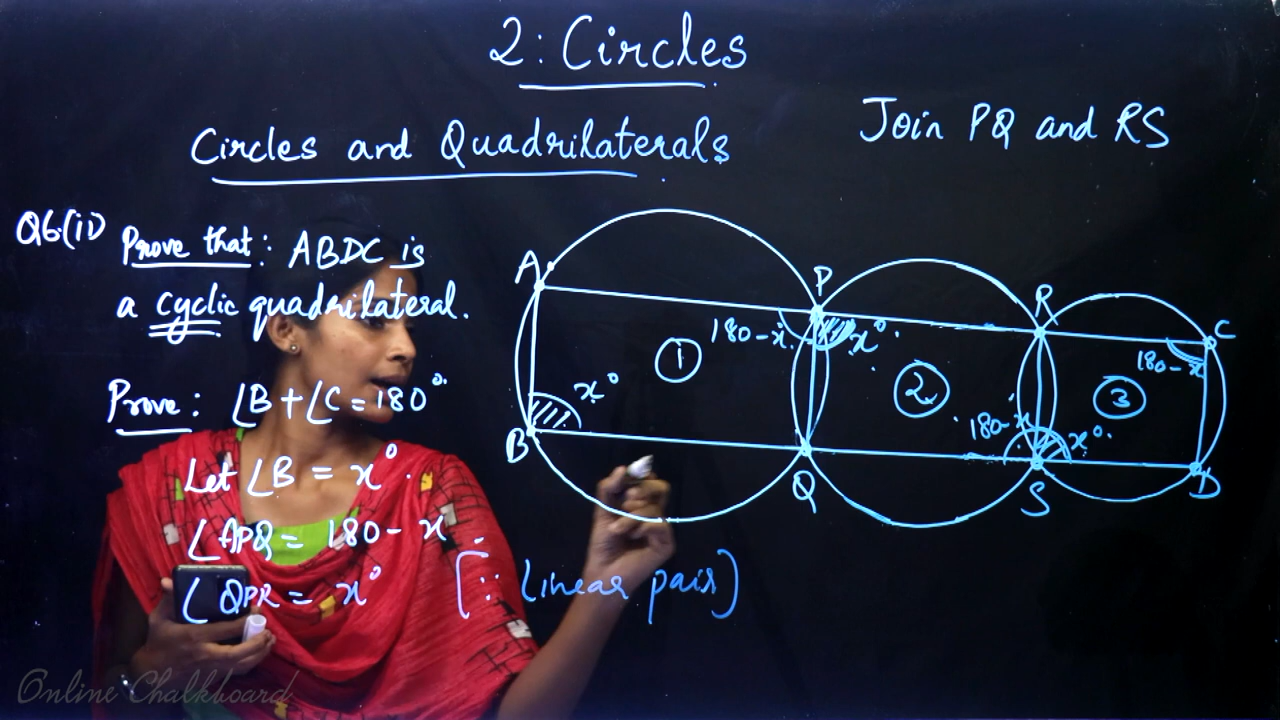 2: Circles
Circles and Quadrilaterals
Join PQ and RS
Q6.(ii) Prove that: ABDC is
a cyclic quadrilateral.
Prove: ∠B+∠C=180°.
Let ∠B = x°.
∠APQ = 180-x
∠QPR = x° (∵ Linear pair)
A
P
R
C
180-x
x°
180-x
1
2
3
x°
180-x
x°
B
Q
S
D
Online Chalkboard